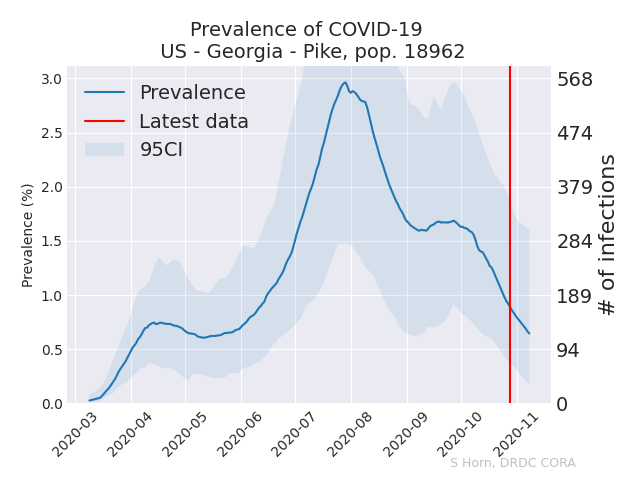 Prevalence of COVID-19
US - Georgia - Pike, pop. 18962
Prevalence
Latest data
95CI
Prevalence (%)
3.0
2.5
2.0
1.5
1.0
0.5
0.0
568
474
379
284
189
94
0
# of infections
2020-03
2020-04
2020-05
2020-06
2020-07
2020-08
2020-09
2020-10
2020-11
S Horn, DRDC CORA